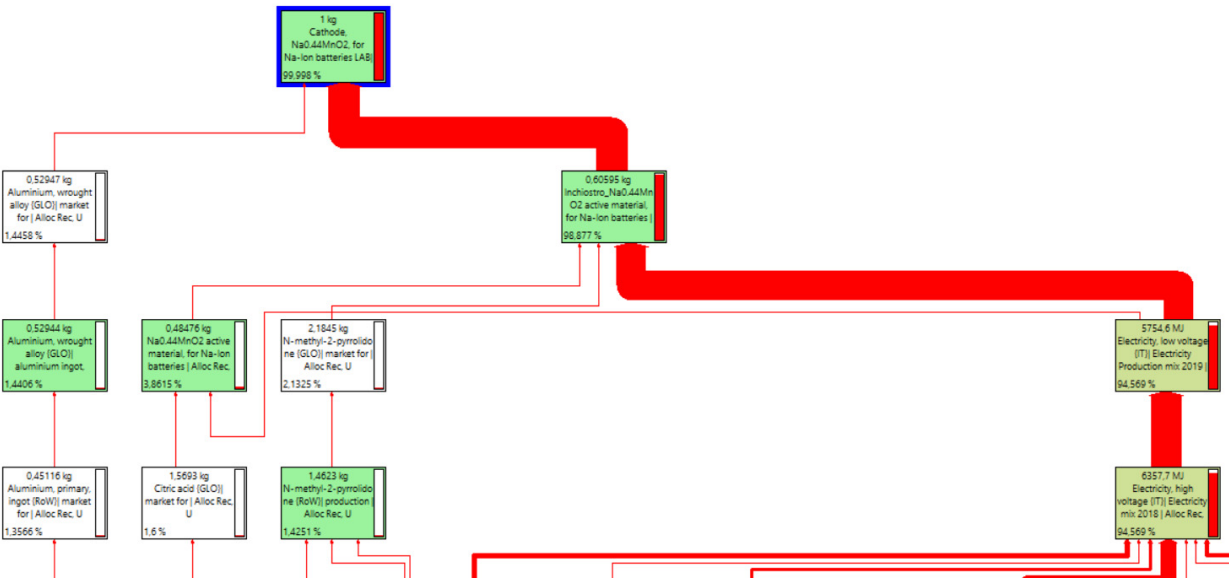 1 kg
Cathode,
Na0.44MnO2, for
Na-Ion batteries LAB|
99,998 %
0,52947 kg
Aluminium, wrought
alloy {GLO}| market
for | Alloc Rec, U
1,4458 %
0,60595 kg
Inchiostro_Na0.44Mn
O2 active material,
for Na-Ion batteries |
98,877 %
0,52944 kg
Aluminium, wrought
alloy {GLO}|
aluminium ingot,
1,4406 %
0,48476 kg
Na0.44MnO2 active
material, for Na-Ion
batteries | Alloc Rec,
3,8615 %
2,1845 kg
N-methyl-2-pyrrolido
ne {GLO}| market for |
Alloc Rec, U
2,1325 %
5754,6 MJ
Electricity, low voltage
{IT}| Electricity
Production mix 2019 |
94,569 %
0,45116 kg
Aluminium, primary,
ingot {RoW}| market
for | Alloc Rec, U
1,3566 %
1,5693 kg
Citric acid {GLO}|
market for | Alloc Rec,
U
1,6 %
1,4623 kg
N-methyl-2-pyrrolido
ne {RoW}| production |
Alloc Rec, U
1,4251 %
6357,7 MJ
Electricity, high
voltage {IT}| Electricity
mix 2018 | Alloc Rec,
94,569 %